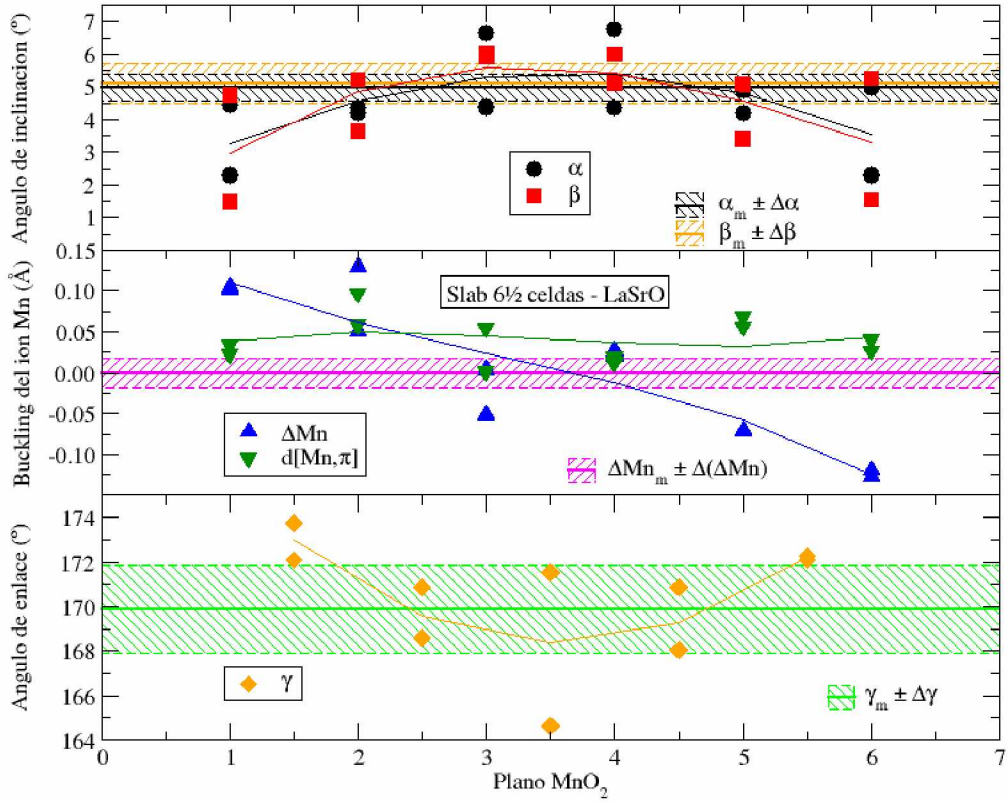 Angulo de inclinacion (º)
7
6
5
4
3
2
1
α
β
α_m ± Δα
β_m ± Δβ
Buckling del ion Mn (Å)
0.15
0.10
0.05
0.00
-0.05
-0.10
Slab 6½ celdas - LaSrO
ΔMn
d[Mn,π]
ΔMn_m ± Δ(ΔMn)
Angulo de enlace (º)
174
172
170
168
166
164
γ
γ_m ± Δγ
0 1 2 3 4 5 6 7
Plano MnO₂